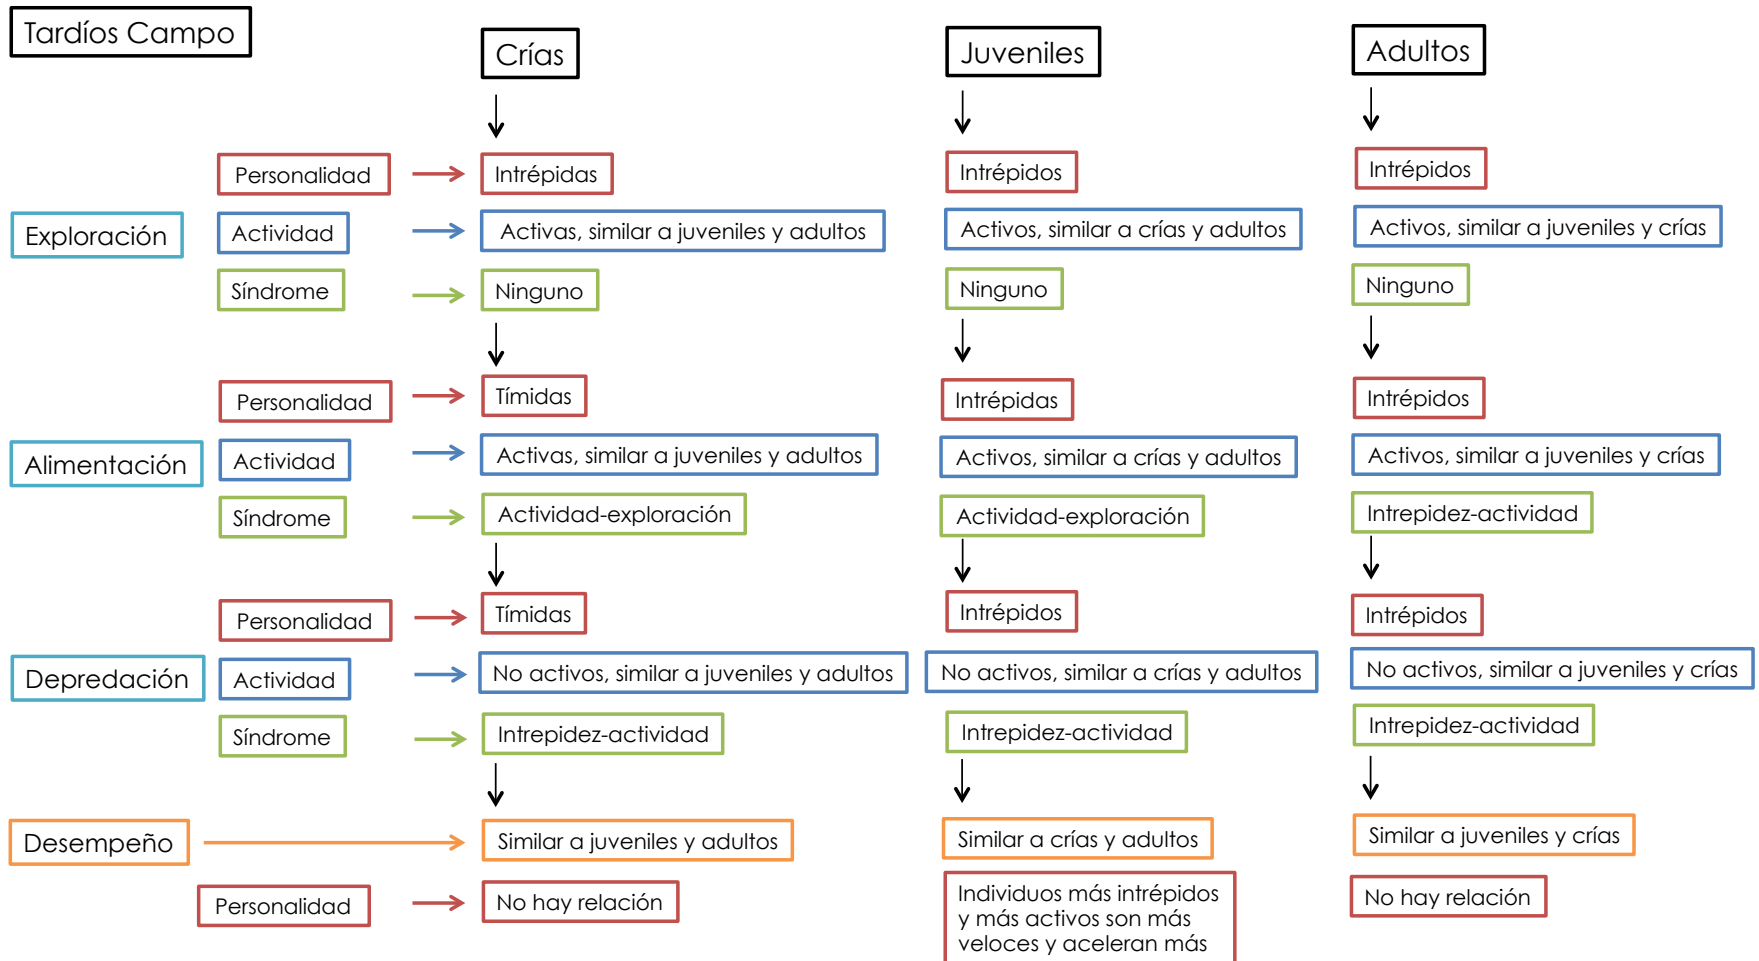 Tardíos Campo
Crías
Juveniles
Adultos
Personalidad
Intrépidas
Intrépidos
Intrépidos
Exploración
Actividad
Activas, similar a juveniles y adultos
Activos, similar a crías y adultos
Activos, similar a juveniles y crías
Síndrome
Ninguno
Ninguno
Ninguno
Personalidad
Tímidas
Intrépidas
Intrépidos
Alimentación
Actividad
Activas, similar a juveniles y adultos
Activos, similar a crías y adultos
Activos, similar a juveniles y crías
Síndrome
Actividad-exploración
Actividad-exploración
Intrepidez-actividad
Personalidad
Tímidas
Intrépidos
Intrépidos
Depredación
Actividad
No activos, similar a juveniles y adultos
No activos, similar a crías y adultos
No activos, similar a juveniles y crías
Síndrome
Intrepidez-actividad
Intrepidez-actividad
Intrepidez-actividad
Desempeño
Similar a juveniles y adultos
Similar a crías y adultos
Similar a juveniles y crías
Personalidad
No hay relación
Individuos más intrépidos
y más activos son más
veloces y aceleran más
No hay relación